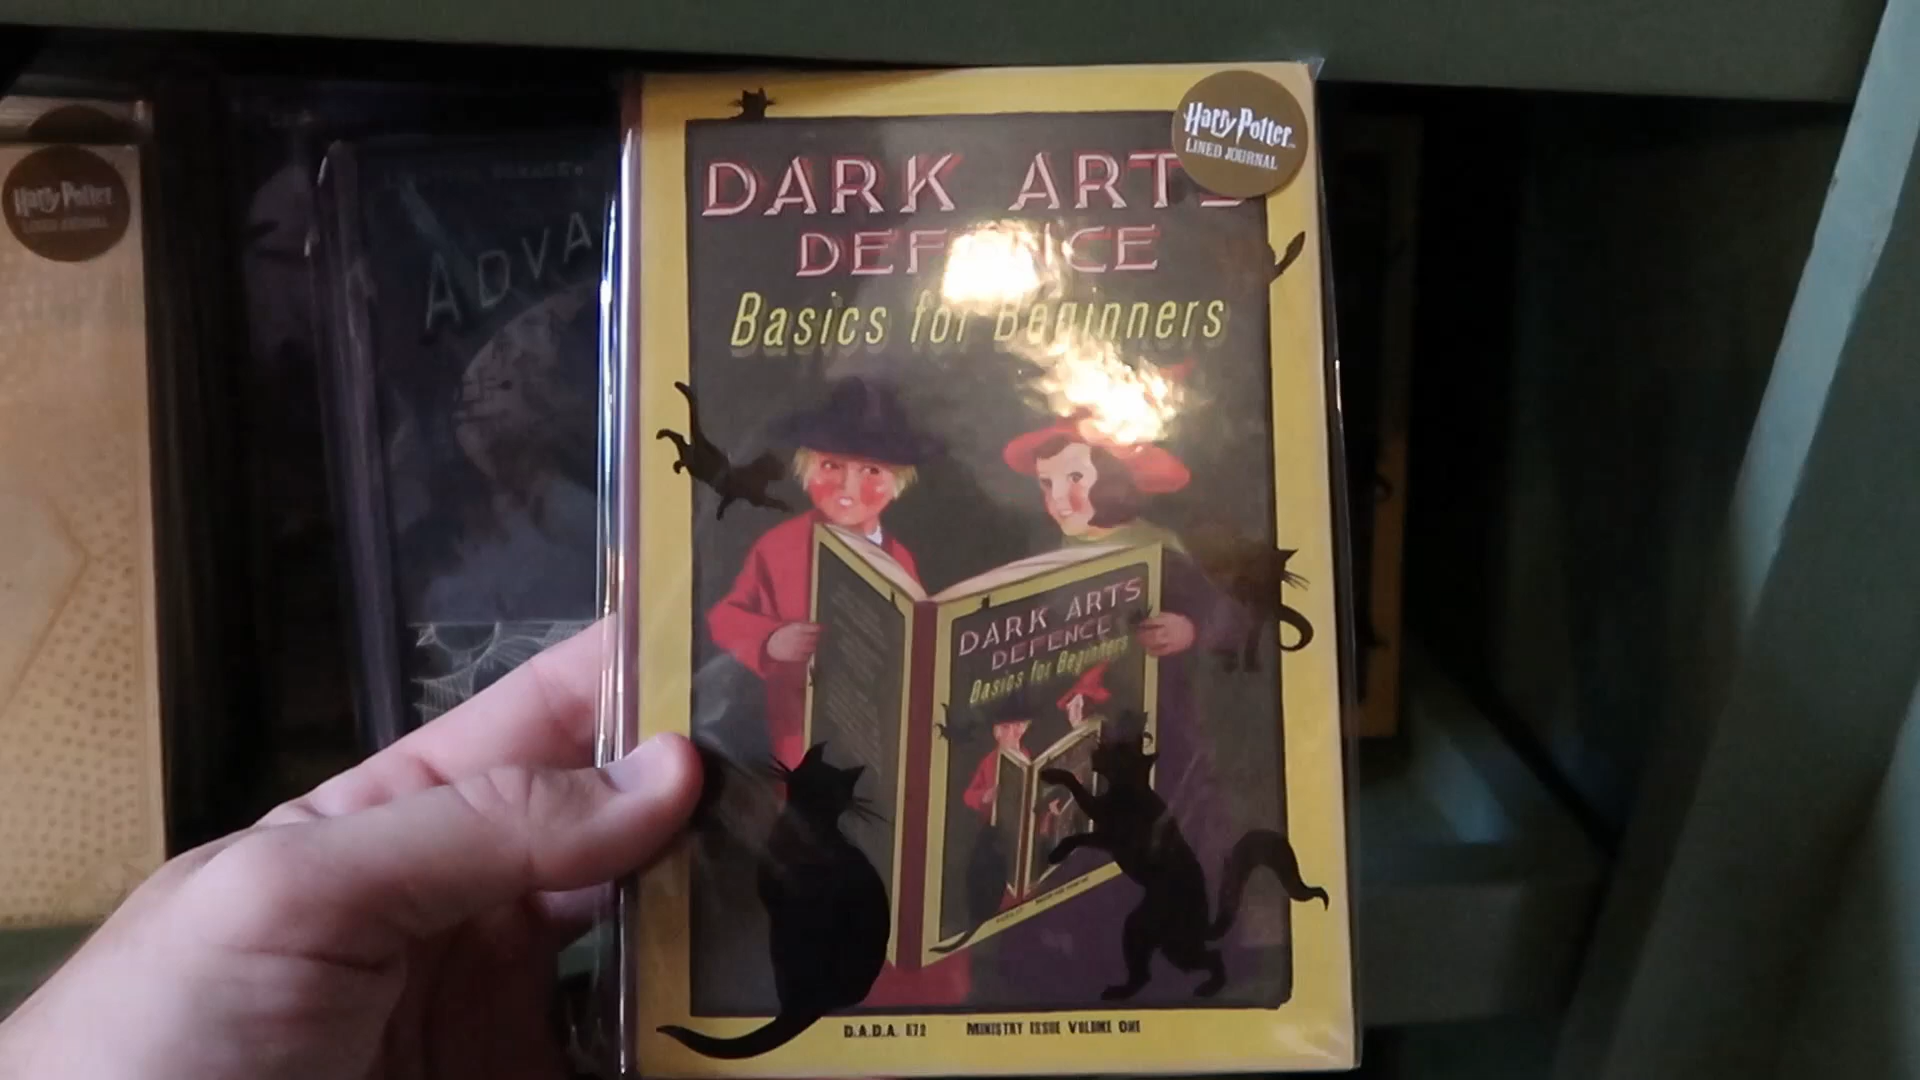 Harry Potter
LINED JOURNAL
ADVA
DARK ARTS
DEFENCE
Basics for Beginners
Harry Potter
LINED JOURNAL
DARK ARTS
DEFENCE
Basics for Beginners
D.A.D.A. 672 MINISTRY ISSUE VOLUME ONE